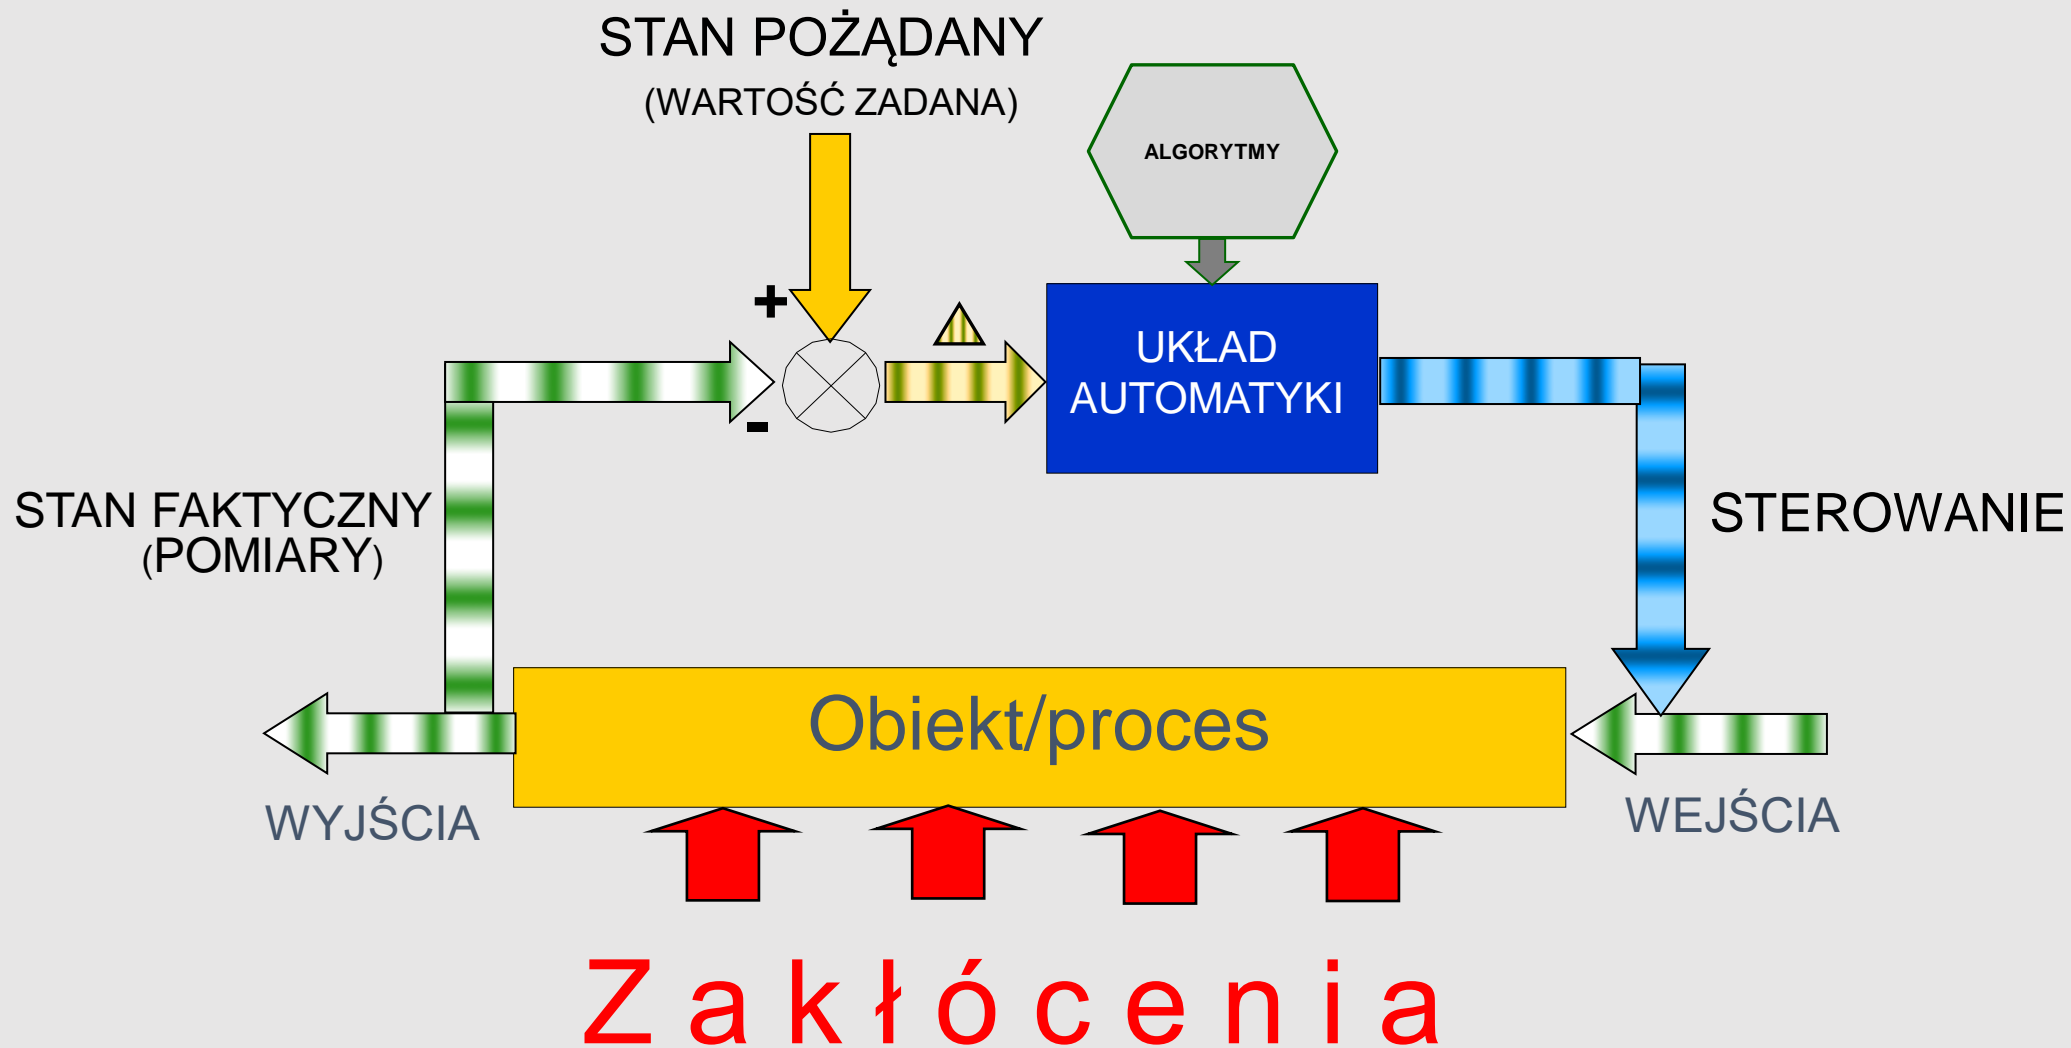 STAN POŻĄDANY
(WARTOŚĆ ZADANA)
ALGORYTMY
+
-
UKŁAD
AUTOMATYKI
STAN FAKTYCZNY
(POMIARY)
STEROWANIE
Obiekt/proces
WYJŚCIA
WEJŚCIA
Zakłócenia